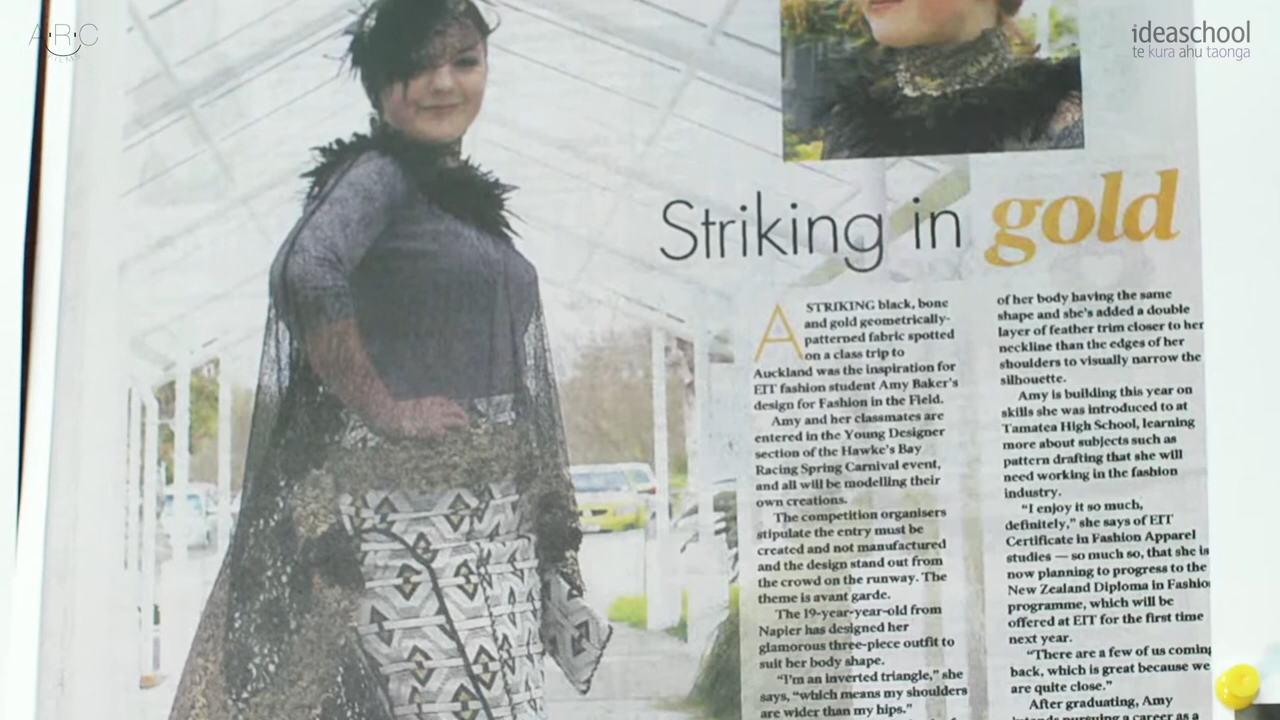 ARC
FILMS
ideaschool
te kura ahu taonga
Striking in gold
A STRIKING black, bone
and gold geometrically-
patterned fabric spotted
on a class trip to
Auckland was the inspiration for
EIT fashion student Amy Baker's
design for Fashion in the Field.
Amy and her classmates are
entered in the Young Designer
section of the Hawke's Bay
Racing Spring Carnival event,
and all will be modelling their
own creations.
The competition organisers
stipulate the entry must be
created and not manufactured
and the design stand out from
the crowd on the runway. The
theme is avant garde.
The 19-year-year-old from
Napier has designed her
glamorous three-piece outfit to
suit her body shape.
"I'm an inverted triangle," she
says, "which means my shoulders
are wider than my hips."
of her body having the same
shape and she's added a double
layer of feather trim closer to her
neckline than the edges of her
shoulders to visually narrow the
silhouette.
Amy is building this year on
skills she was introduced to at
Tamatea High School, learning
more about subjects such as
pattern drafting that she will
need working in the fashion
industry.
"I enjoy it so much,
definitely," she says of EIT
Certificate in Fashion Apparel
studies — so much so, that she is
now planning to progress to the
New Zealand Diploma in Fashio
programme, which will be
offered at EIT for the first time
next year.
"There are a few of us coming
back, which is great because we
are quite close."
After graduating, Amy
intends pursuing a career as a